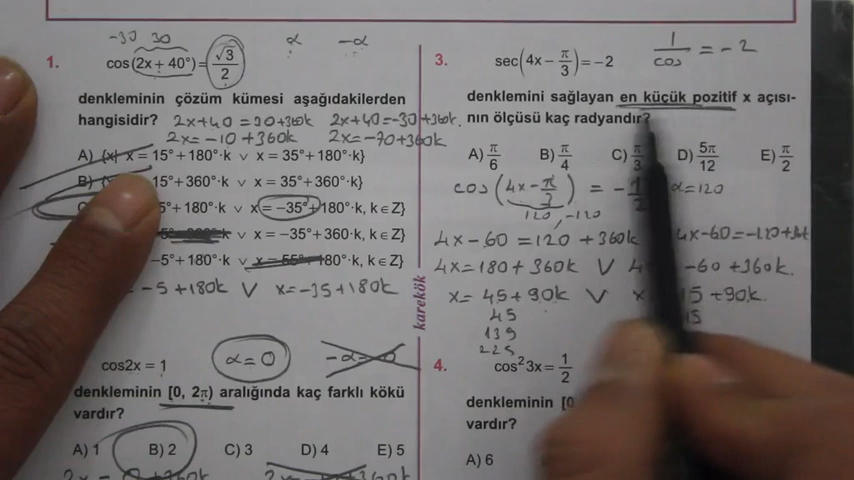 -30 30
α -α
1. cos(2x + 40°) = √3/2
denkleminin çözüm kümesi aşağıdakilerden
hangisidir? 2x+40=30+360k 2x+40=-30+360k.
2x=-10+360k 2x=-70+360k
A) {x| x = 15° + 180°·k ∨ x = 35° + 180°·k}
B) 15° + 360°·k ∨ x = 35° + 360°·k}
5° + 180°·k ∨ x = -35° + 180°·k, k ∈ Z}
∨ x = -35° + 360°·k, k ∈ Z}
-5° + 180°·k ∨ x = 55° + 180°·k, k ∈ Z}
= -5+180k ∨ x=-35+180k
cos2x = 1
α=0
denkleminin [0, 2π) aralığında kaç farklı kökü
vardır?
A) 1 B) 2 C) 3 D) 4 E) 5
karekök
3. sec(4x - π/3) = -2
1/cos = -2
denklemini sağlayan en küçük pozitif x açısı-
nın ölçüsü kaç radyandır?
A) π/6 B) π/4 C) π/3 D) 5π/12 E) π/2
cos(4x-π/3) = -1/2 α=120
120, -120
4x-60=120+360k 4x-60=-120+36k
4x=180+360k ∨ 4 -60+360k.
x=45+90k ∨ x 15+90k.
45
135
225
4. cos²3x = 1/2
denkleminin [0
vardır?
A) 6